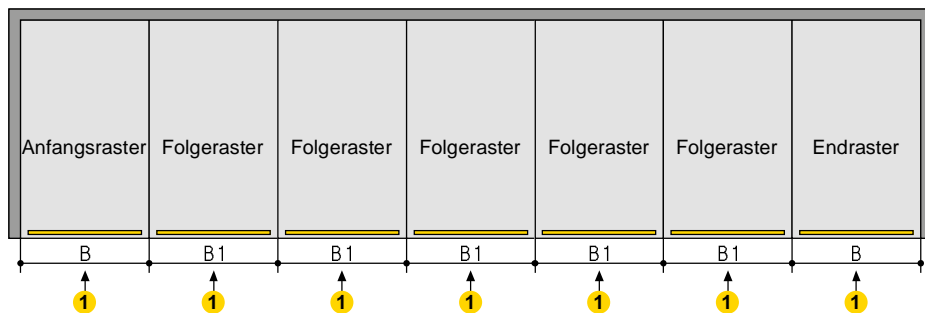 Anfangsraster Folgeraster Folgeraster Folgeraster Folgeraster Folgeraster Endraster
B B1 B1 B1 B1 B1 B
1 1 1 1 1 1 1